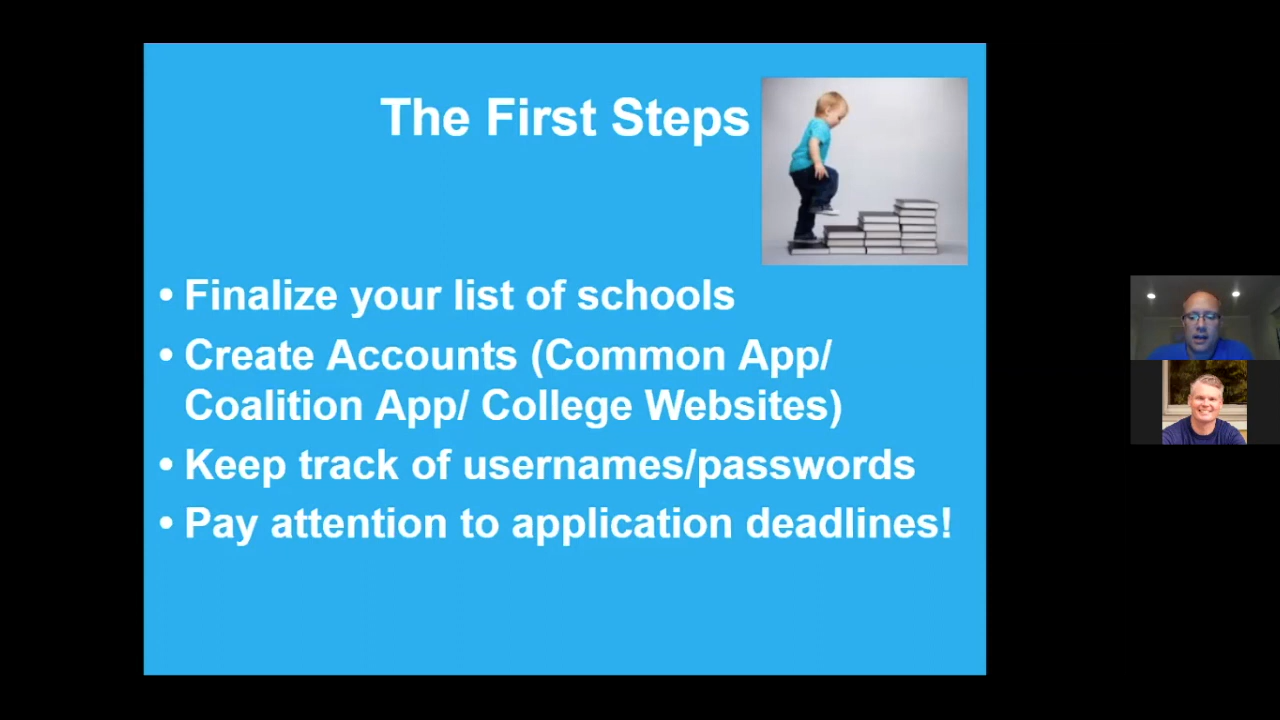 The First Steps
• Finalize your list of schools
• Create Accounts (Common App/
Coalition App/ College Websites)
• Keep track of usernames/passwords
• Pay attention to application deadlines!